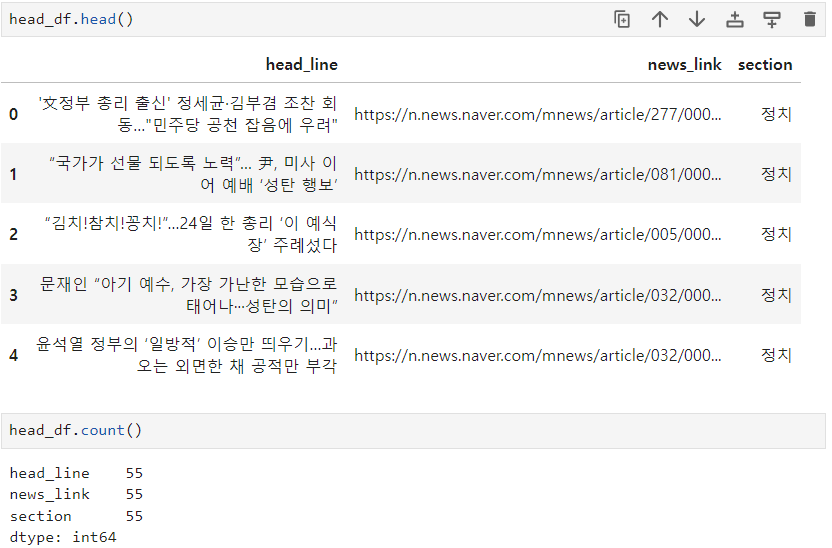 head_df.head()
head_line news_link section
0 '文정부 총리 출신' 정세균·김부겸 조찬 회
동..."민주당 공천 잡음에 우려" https://n.news.naver.com/mnews/article/277/000... 정치
1 “국가가 선물 되도록 노력”... 尹, 미사 이
어 예배 ‘성탄 행보’ https://n.news.naver.com/mnews/article/081/000... 정치
2 “김치!참치!꽁치!”…24일 한 총리 ‘이 예식
장’ 주례섰다 https://n.news.naver.com/mnews/article/005/000... 정치
3 문재인 “아기 예수, 가장 가난한 모습으로
태어나···성탄의 의미” https://n.news.naver.com/mnews/article/032/000... 정치
4 윤석열 정부의 ‘일방적’ 이승만 띄우기…과
오는 외면한 채 공적만 부각 https://n.news.naver.com/mnews/article/032/000... 정치
head_df.count()
head_line 55
news_link 55
section 55
dtype: int64